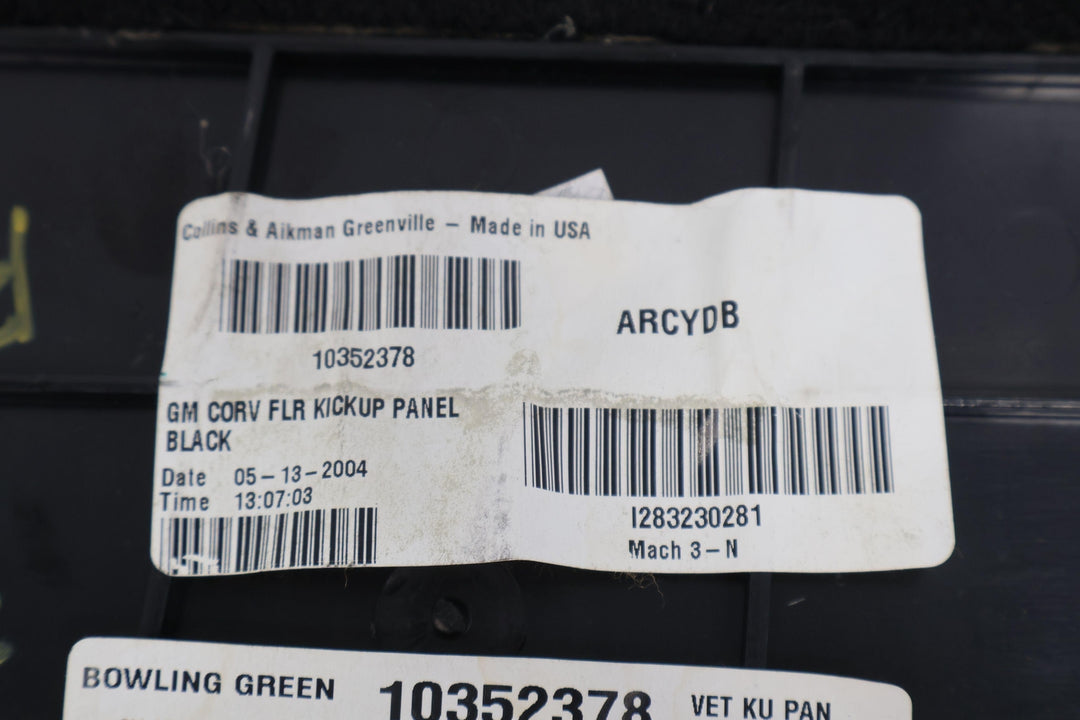 Collins & Aikman Greenville - Made in USA
10352378
ARCYDB
GM CORV FLR KICKUP PANEL
BLACK
Date 05-13-2004
Time 13:07:03
I283230281
Mach 3-N
BOWLING GREEN 10352378 VET KU PAN